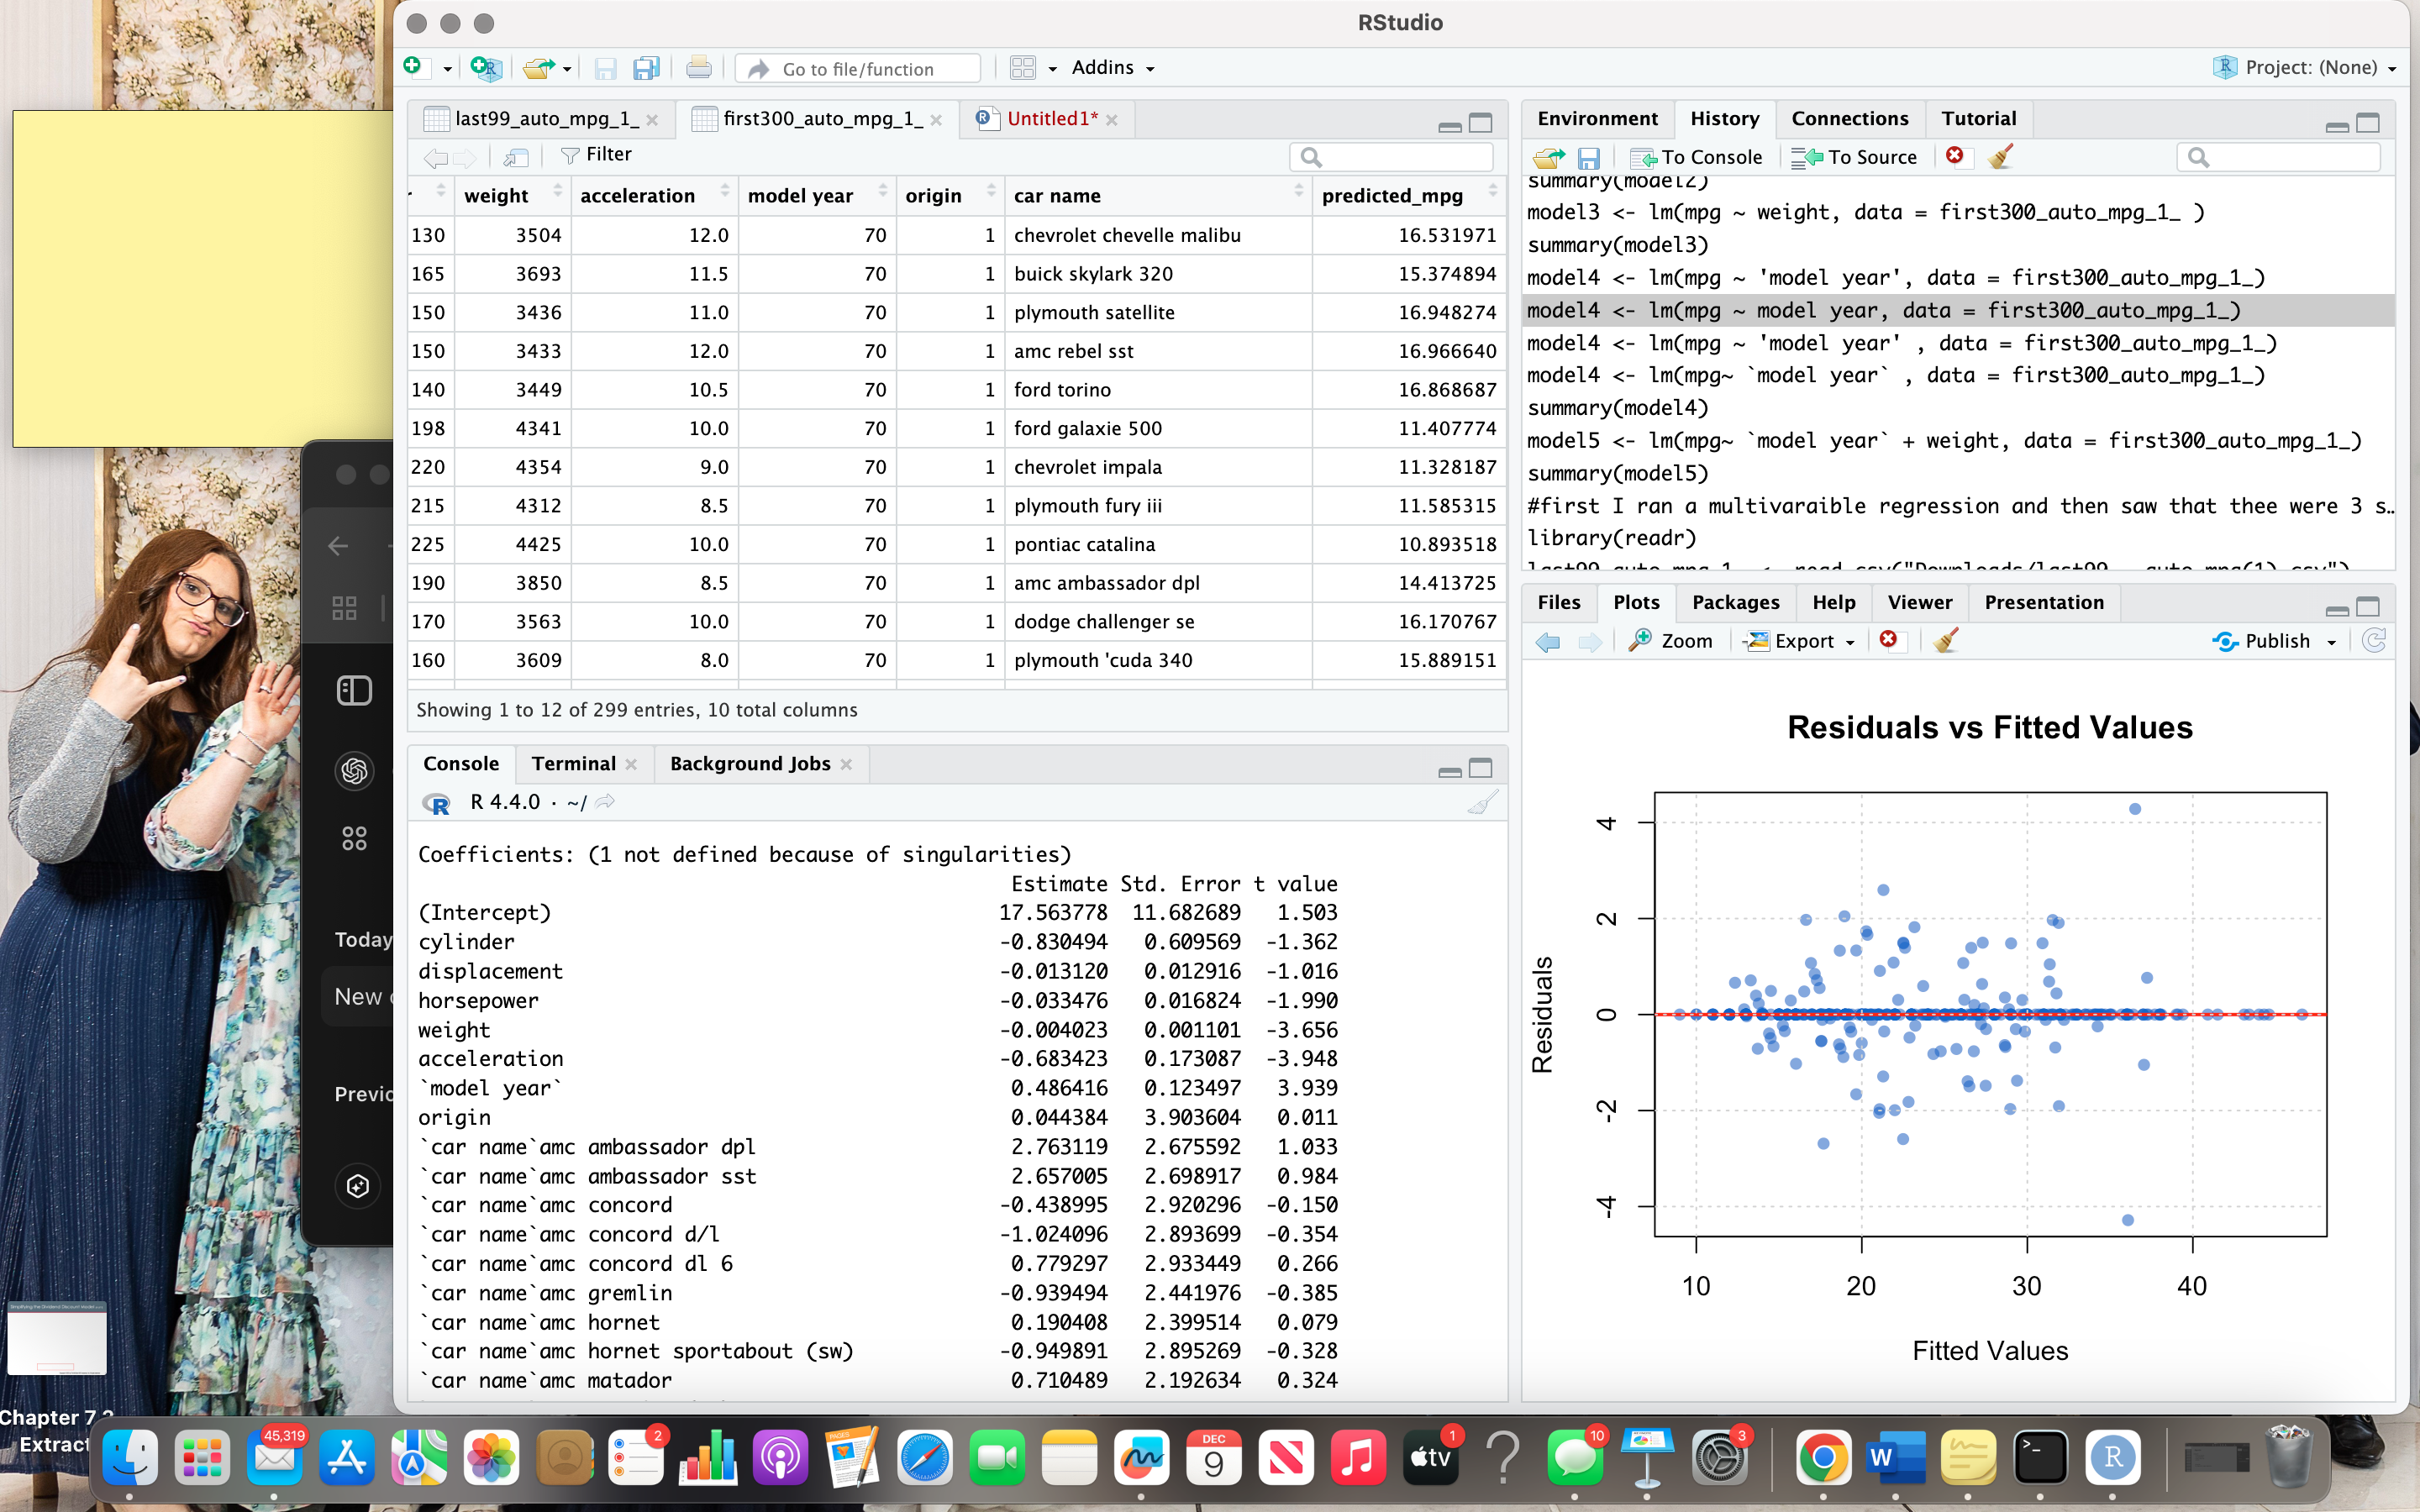 RStudio
Go to file/function
Addins
Project: (None)
last99_auto_mpg_1_
first300_auto_mpg_1_
Untitled1*
Filter
r weight acceleration model year origin car name predicted_mpg
130 3504 12.0 70 1 chevrolet chevelle malibu 16.531971
165 3693 11.5 70 1 buick skylark 320 15.374894
150 3436 11.0 70 1 plymouth satellite 16.948274
150 3433 12.0 70 1 amc rebel sst 16.966640
140 3449 10.5 70 1 ford torino 16.868687
198 4341 10.0 70 1 ford galaxie 500 11.407774
220 4354 9.0 70 1 chevrolet impala 11.328187
215 4312 8.5 70 1 plymouth fury iii 11.585315
225 4425 10.0 70 1 pontiac catalina 10.893518
190 3850 8.5 70 1 amc ambassador dpl 14.413725
170 3563 10.0 70 1 dodge challenger se 16.170767
160 3609 8.0 70 1 plymouth 'cuda 340 15.889151
Showing 1 to 12 of 299 entries, 10 total columns
Console Terminal Background Jobs
R 4.4.0 · ~/
Coefficients: (1 not defined because of singularities)
Estimate Std. Error t value
(Intercept) 17.563778 11.682689 1.503
cylinder -0.830494 0.609569 -1.362
displacement -0.013120 0.012916 -1.016
horsepower -0.033476 0.016824 -1.990
weight -0.004023 0.001101 -3.656
acceleration -0.683423 0.173087 -3.948
`model year` 0.486416 0.123497 3.939
origin 0.044384 3.903604 0.011
`car name`amc ambassador dpl 2.763119 2.675592 1.033
`car name`amc ambassador sst 2.657005 2.698917 0.984
`car name`amc concord -0.438995 2.920296 -0.150
`car name`amc concord d/l -1.024096 2.893699 -0.354
`car name`amc concord dl 6 0.779297 2.933449 0.266
`car name`amc gremlin -0.939494 2.441976 -0.385
`car name`amc hornet 0.190408 2.399514 0.079
`car name`amc hornet sportabout (sw) -0.949891 2.895269 -0.328
`car name`amc matador 0.710489 2.192634 0.324
Environment History Connections Tutorial
To Console To Source
summary(model2)
model3 <- lm(mpg ~ weight, data = first300_auto_mpg_1_ )
summary(model3)
model4 <- lm(mpg ~ 'model year', data = first300_auto_mpg_1_)
model4 <- lm(mpg ~ model year, data = first300_auto_mpg_1_)
model4 <- lm(mpg ~ 'model year' , data = first300_auto_mpg_1_)
model4 <- lm(mpg~ `model year` , data = first300_auto_mpg_1_)
summary(model4)
model5 <- lm(mpg~ `model year` + weight, data = first300_auto_mpg_1_)
summary(model5)
#first I ran a multivaraible regression and then saw that thee were 3 s…
library(readr)
Files Plots Packages Help Viewer Presentation
Zoom Export Publish
Residuals vs Fitted Values
Residuals
4
2
0
-2
-4
10 20 30 40
Fitted Values
Today
New c
Previc
Chapter 7.2
Extract
45,319
2
PAGES
DEC
9
tv
1
10
3
W
>_
R